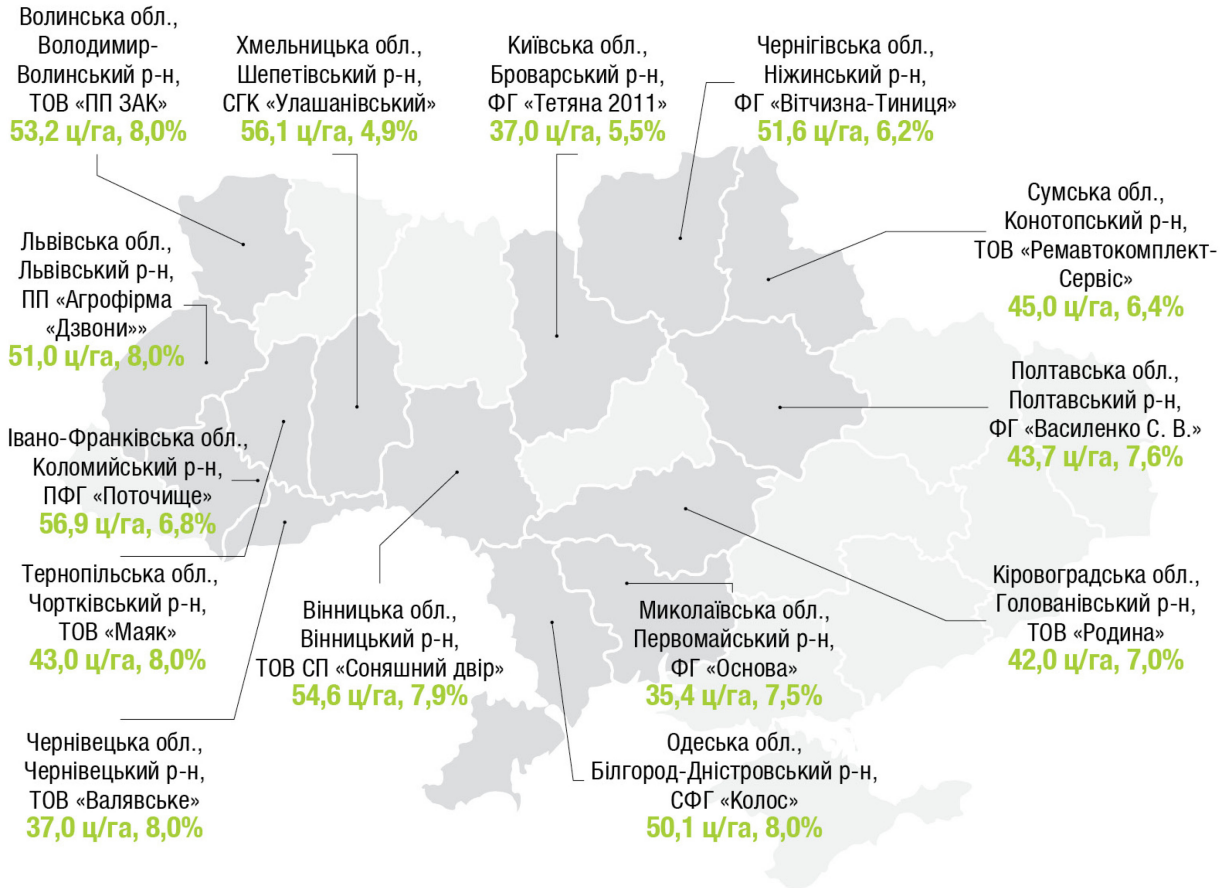 Волинська обл.,
Володимир-
Волинський р-н,
ТОВ «ПП ЗАК»
53,2 ц/га, 8,0%
Хмельницька обл.,
Шепетівський р-н,
СГК «Улашанівський»
56,1 ц/га, 4,9%
Київська обл.,
Броварський р-н,
ФГ «Тетяна 2011»
37,0 ц/га, 5,5%
Чернігівська обл.,
Ніжинський р-н,
ФГ «Вітчизна-Тиниця»
51,6 ц/га, 6,2%
Сумська обл.,
Конотопський р-н,
ТОВ «Ремавтокомплект-
Сервіс»
45,0 ц/га, 6,4%
Львівська обл.,
Львівський р-н,
ПП «Агрофірма
«Дзвони»»
51,0 ц/га, 8,0%
Полтавська обл.,
Полтавський р-н,
ФГ «Василенко С. В.»
43,7 ц/га, 7,6%
Івано-Франківська обл.,
Коломийський р-н,
ПФГ «Поточище»
56,9 ц/га, 6,8%
Тернопільська обл.,
Чортківський р-н,
ТОВ «Маяк»
43,0 ц/га, 8,0%
Вінницька обл.,
Вінницький р-н,
ТОВ СП «Соняшний двір»
54,6 ц/га, 7,9%
Миколаївська обл.,
Первомайський р-н,
ФГ «Основа»
35,4 ц/га, 7,5%
Кіровоградська обл.,
Голованівський р-н,
ТОВ «Родина»
42,0 ц/га, 7,0%
Чернівецька обл.,
Чернівецький р-н,
ТОВ «Валявське»
37,0 ц/га, 8,0%
Одеська обл.,
Білгород-Дністровський р-н,
СФГ «Колос»
50,1 ц/га, 8,0%